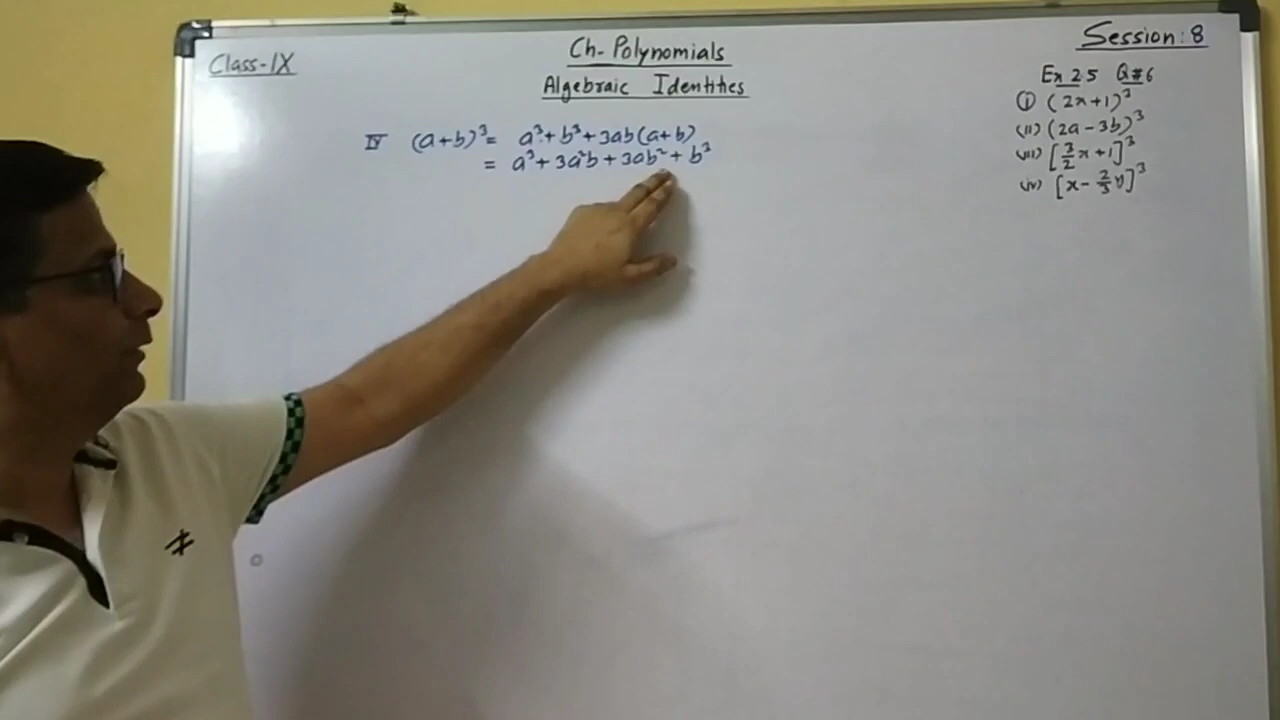 Class-IX
Ch- Polynomials
Algebraic Identities
Session: 8
IV (a+b)³ = a³ + b³ + 3ab(a+b)
= a³ + 3a²b + 3ab² + b³
Ex 2.5 Q#6
(i) (2x+1)³
(ii) (2a-3b)³
(iii) [3/2 x + 1]³
(iv) [x - 2/3 y]³